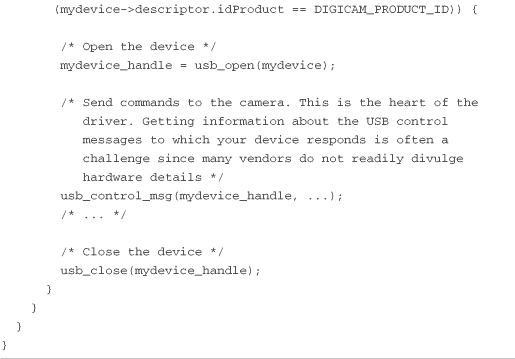 (mydevice->descriptor.idProduct == DIGICAM_PRODUCT_ID)) {
/* Open the device */
mydevice_handle = usb_open(mydevice);
/* Send commands to the camera. This is the heart of the
driver. Getting information about the USB control
messages to which your device responds is often a
challenge since many vendors do not readily divulge
hardware details */
usb_control_msg(mydevice_handle, ...);
/* ... */
/* Close the device */
usb_close(mydevice_handle);
}
}
}
}